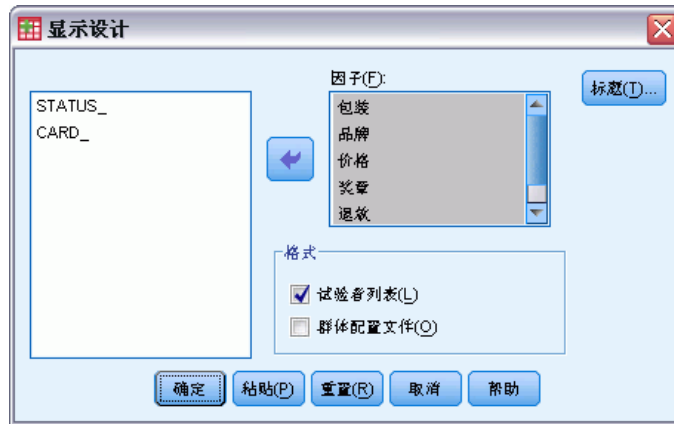 显示设计
STATUS_
CARD_
因子(F):
包装
品牌
价格
奖章
退款
标题(T)...
格式
试验者列表(L)
群体配置文件(O)
确定
粘贴(P)
重置(R)
取消
帮助